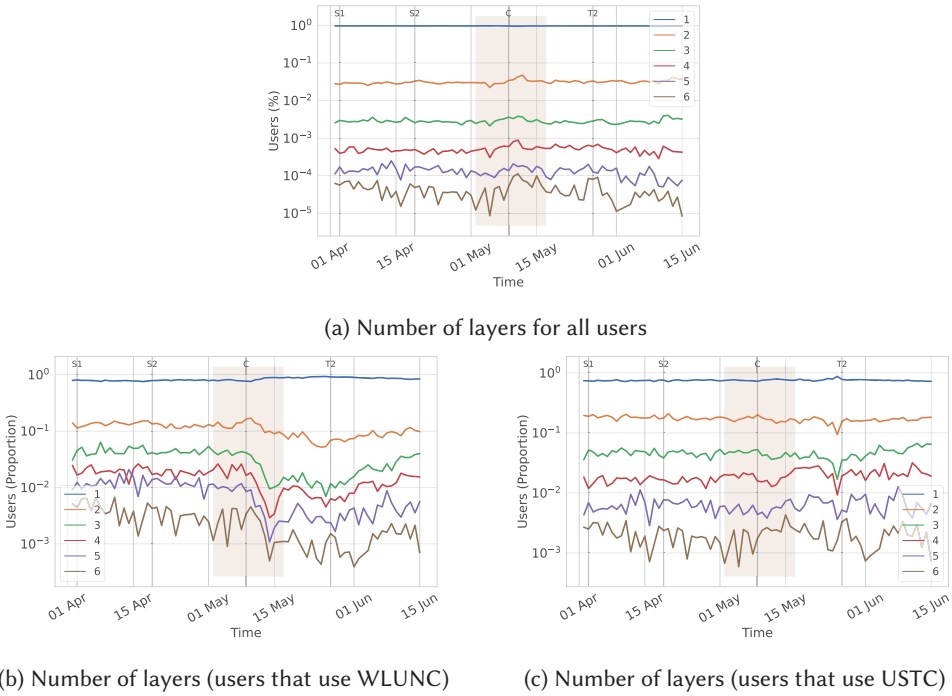 S1 S2 C T2
10^0
10^-1
10^-2
10^-3
10^-4
10^-5
Users (%)
1
2
3
4
5
6
01 Apr 15 Apr 01 May 15 May 01 Jun 15 Jun
Time
(a) Number of layers for all users
S1 S2 C T2
10^0
10^-1
10^-2
10^-3
Users (Proportion)
1
2
3
4
5
6
01 Apr 15 Apr 01 May 15 May 01 Jun 15 Jun
Time
(b) Number of layers (users that use WLUNC)
S1 S2 C T2
10^0
10^-1
10^-2
10^-3
Users (Proportion)
1
2
3
4
5
6
01 Apr 15 Apr 01 May 15 May 01 Jun 15 Jun
Time
(c) Number of layers (users that use USTC)